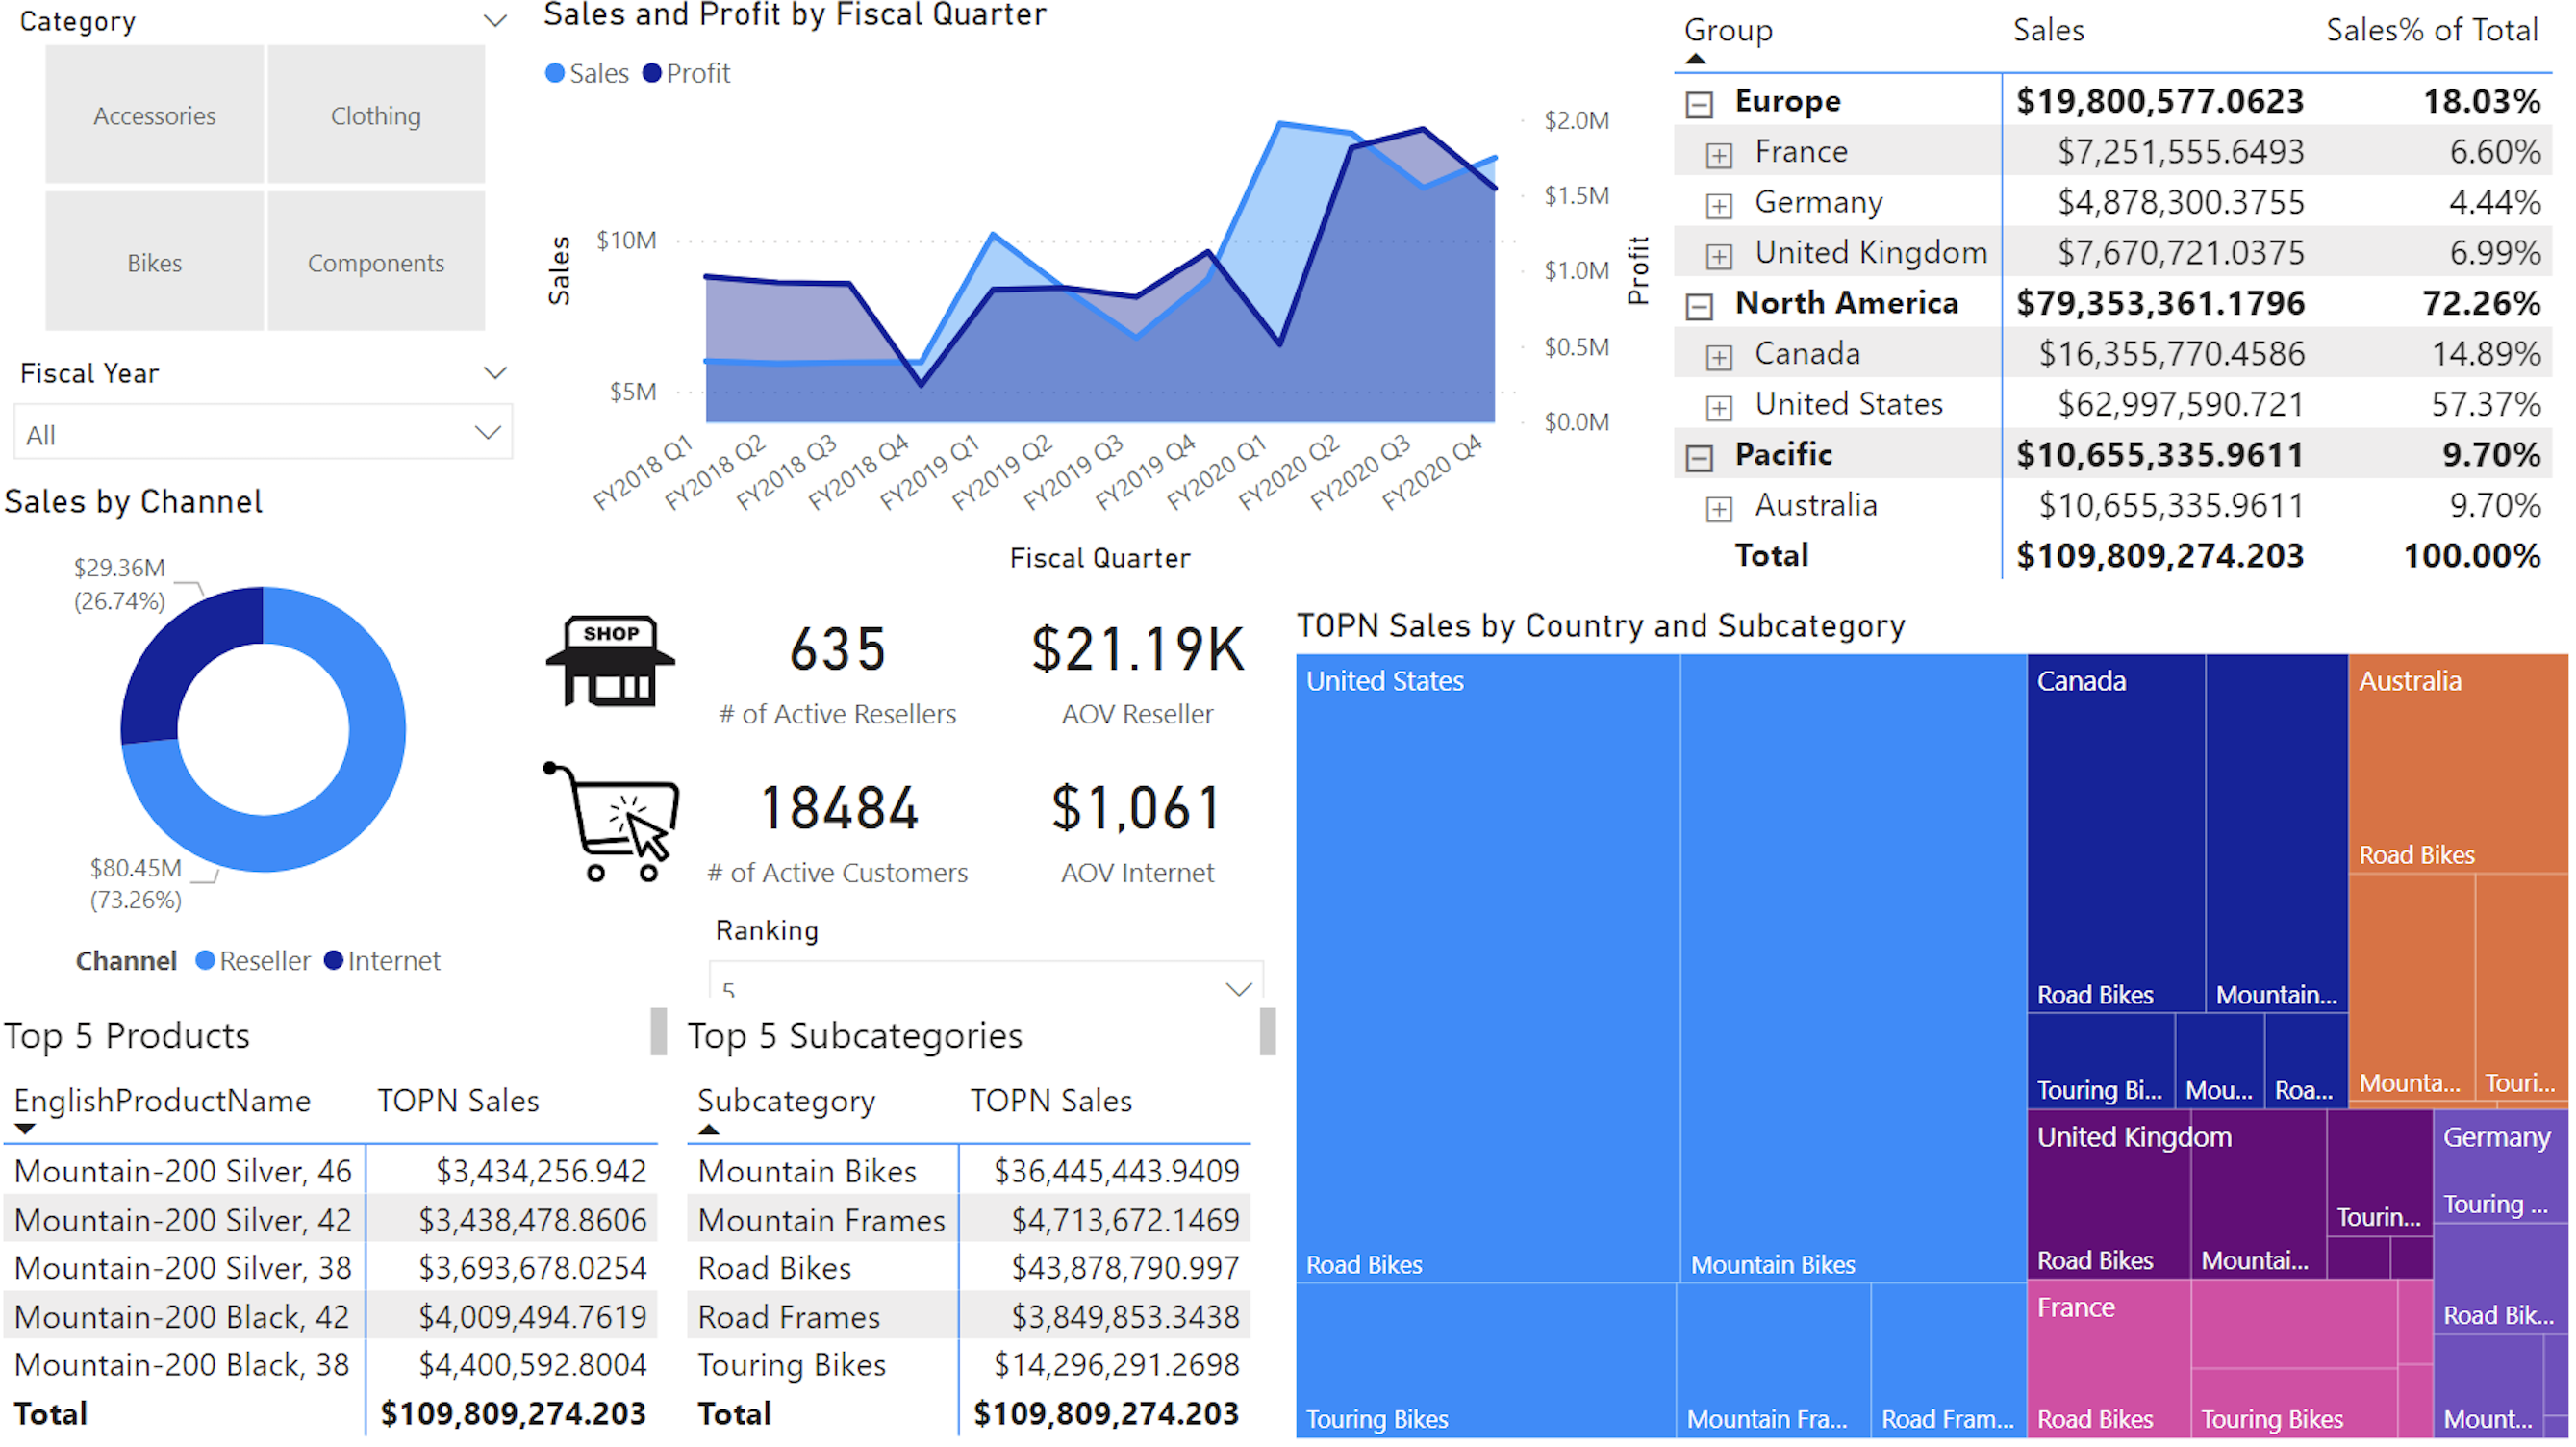 Category
Accessories
Clothing
Bikes
Components
Fiscal Year
All
Sales and Profit by Fiscal Quarter
Sales Profit
Sales
$10M
$5M
$2.0M
$1.5M
$1.0M
$0.5M
$0.0M
Profit
FY2018 Q1
FY2018 Q2
FY2018 Q3
FY2018 Q4
FY2019 Q1
FY2019 Q2
FY2019 Q3
FY2019 Q4
FY2020 Q1
FY2020 Q2
FY2020 Q3
FY2020 Q4
Fiscal Quarter
Group Sales Sales% of Total
Europe $19,800,577.0623 18.03%
France $7,251,555.6493 6.60%
Germany $4,878,300.3755 4.44%
United Kingdom $7,670,721.0375 6.99%
North America $79,353,361.1796 72.26%
Canada $16,355,770.4586 14.89%
United States $62,997,590.721 57.37%
Pacific $10,655,335.9611 9.70%
Australia $10,655,335.9611 9.70%
Total $109,809,274.203 100.00%
Sales by Channel
$29.36M
(26.74%)
$80.45M
(73.26%)
Channel Reseller Internet
SHOP
635
# of Active Resellers
$21.19K
AOV Reseller
18484
# of Active Customers
$1,061
AOV Internet
Ranking
5
Top 5 Products
EnglishProductName TOPN Sales
Mountain-200 Silver, 46 $3,434,256.942
Mountain-200 Silver, 42 $3,438,478.8606
Mountain-200 Silver, 38 $3,693,678.0254
Mountain-200 Black, 42 $4,009,494.7619
Mountain-200 Black, 38 $4,400,592.8004
Total $109,809,274.203
Top 5 Subcategories
Subcategory TOPN Sales
Mountain Bikes $36,445,443.9409
Mountain Frames $4,713,672.1469
Road Bikes $43,878,790.997
Road Frames $3,849,853.3438
Touring Bikes $14,296,291.2698
Total $109,809,274.203
TOPN Sales by Country and Subcategory
United States
Road Bikes
Mountain Bikes
Touring Bikes
Mountain Fra...
Road Fram...
Canada
Road Bikes
Mountain...
Touring Bi...
Mou...
Roa...
Australia
Road Bikes
Mounta...
Touri...
United Kingdom
Road Bikes
Mountai...
Tourin...
France
Road Bikes
Touring Bikes
Germany
Touring ...
Road Bik...
Mount...